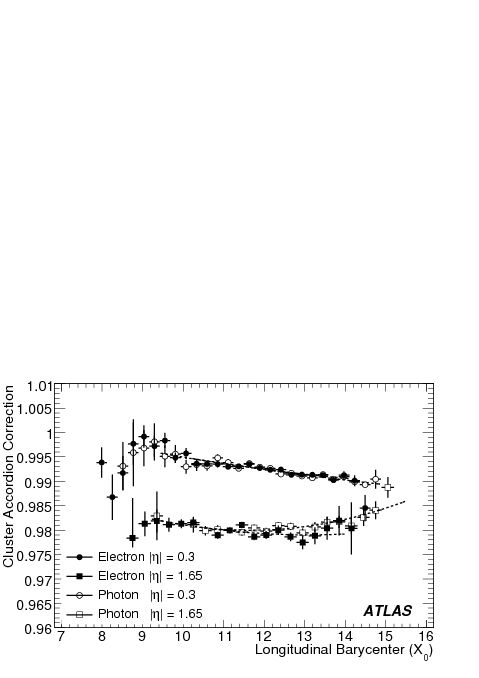 Cluster Accordion Correction
1.01
1.005
1
0.995
0.99
0.985
0.98
0.975
0.97
0.965
0.96
Electron |η| = 0.3
Electron |η| = 1.65
Photon |η| = 0.3
Photon |η| = 1.65
ATLAS
7 8 9 10 11 12 13 14 15 16
Longitudinal Barycenter (X0)